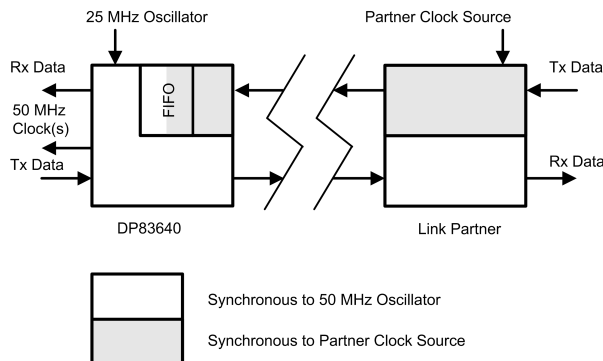 25 MHz Oscillator
Partner Clock Source
Rx Data
50 MHz
Clock(s)
Tx Data
FIFO
Tx Data
Rx Data
DP83640
Link Partner
Synchronous to 50 MHz Oscillator
Synchronous to Partner Clock Source